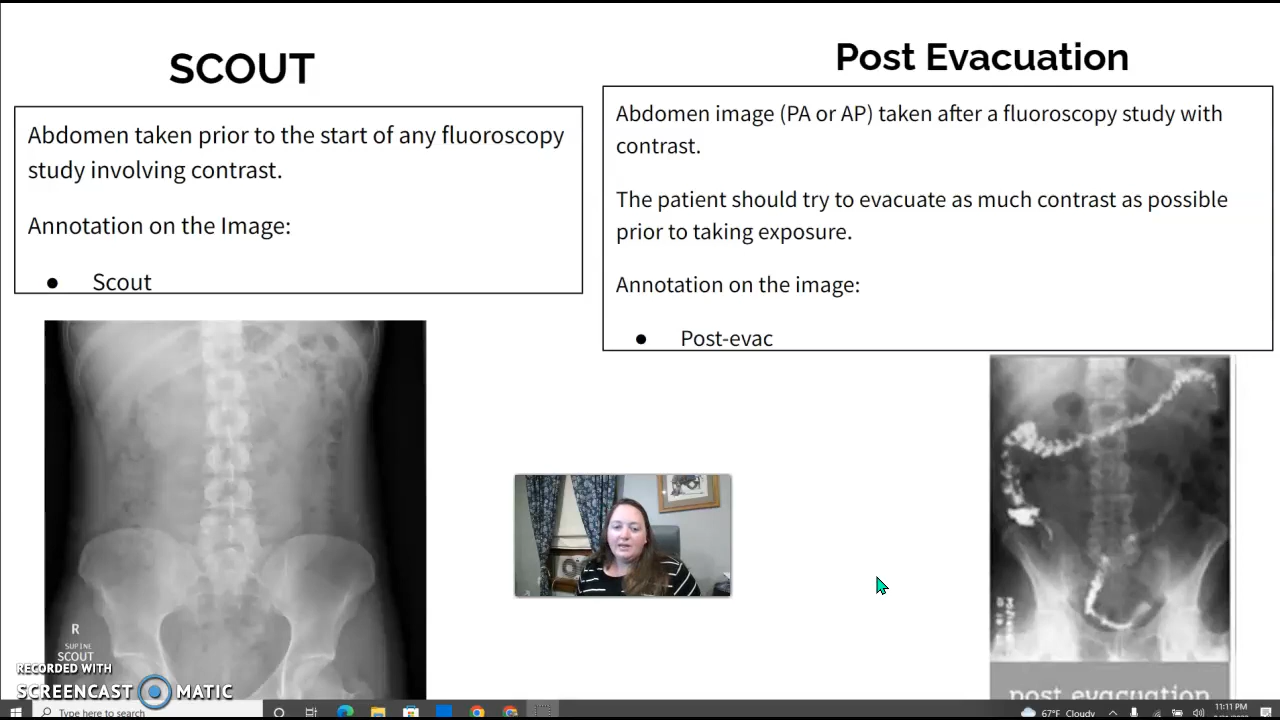 SCOUT
Abdomen taken prior to the start of any fluoroscopy
study involving contrast.
Annotation on the Image:
● Scout
Post Evacuation
Abdomen image (PA or AP) taken after a fluoroscopy study with
contrast.
The patient should try to evacuate as much contrast as possible
prior to taking exposure.
Annotation on the image:
● Post-evac
R
SUPINE
SCOUT
post evacuation
RECORDED WITH
SCREENCAST MATIC
Type here to search
67°F Cloudy
11:11 PM